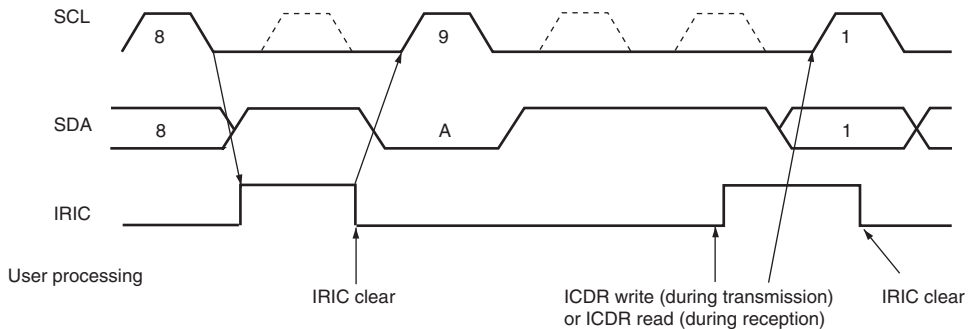 SCL
8
9
1
SDA
8
A
1
IRIC
User processing
IRIC clear
ICDR write (during transmission)
or ICDR read (during reception)
IRIC clear